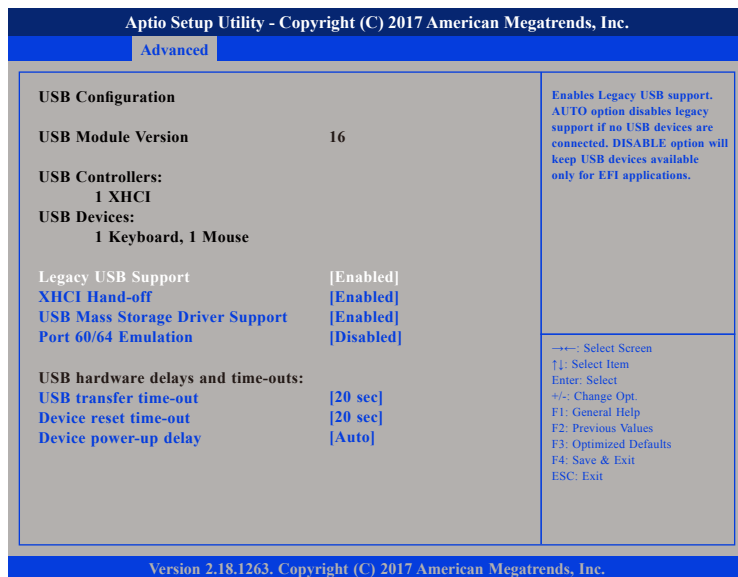 Aptio Setup Utility - Copyright (C) 2017 American Megatrends, Inc.
Advanced
USB Configuration
USB Module Version 16
USB Controllers:
1 XHCI
USB Devices:
1 Keyboard, 1 Mouse
Legacy USB Support [Enabled]
XHCI Hand-off [Enabled]
USB Mass Storage Driver Support [Enabled]
Port 60/64 Emulation [Disabled]
USB hardware delays and time-outs:
USB transfer time-out [20 sec]
Device reset time-out [20 sec]
Device power-up delay [Auto]
Enables Legacy USB support.
AUTO option disables legacy
support if no USB devices are
connected. DISABLE option will
keep USB devices available
only for EFI applications.
→←: Select Screen
↑↓: Select Item
Enter: Select
+/-: Change Opt.
F1: General Help
F2: Previous Values
F3: Optimized Defaults
F4: Save & Exit
ESC: Exit
Version 2.18.1263. Copyright (C) 2017 American Megatrends, Inc.